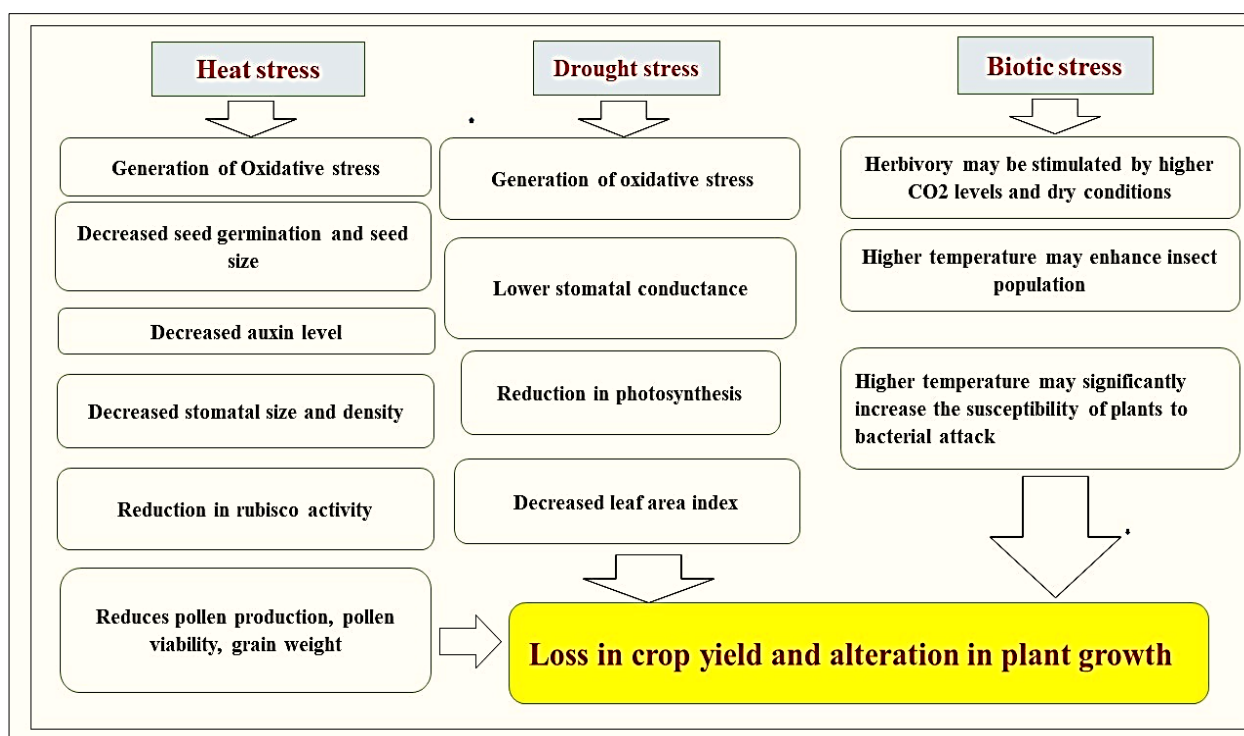 Heat stress
Generation of Oxidative stress
Decreased seed germination and seed
size
Decreased auxin level
Decreased stomatal size and density
Reduction in rubisco activity
Reduces pollen production, pollen
viability, grain weight
Drought stress
Generation of oxidative stress
Lower stomatal conductance
Reduction in photosynthesis
Decreased leaf area index
Biotic stress
Herbivory may be stimulated by higher
CO2 levels and dry conditions
Higher temperature may enhance insect
population
Higher temperature may significantly
increase the susceptibility of plants to
bacterial attack
Loss in crop yield and alteration in plant growth